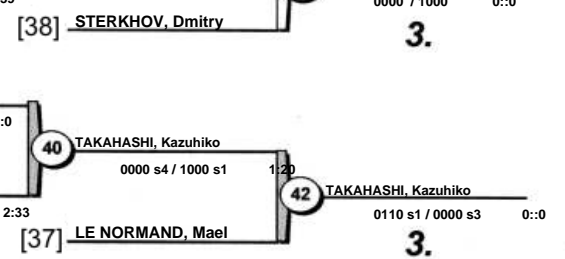 0000 / 1000 0::0
[38] STERKHOV, Dmitry
3.
:0
40 TAKAHASHI, Kazuhiko
0000 s4 / 1000 s1 1:20
42 TAKAHASHI, Kazuhiko
2:33
0110 s1 / 0000 s3 0::0
[37] LE NORMAND, Mael
3.